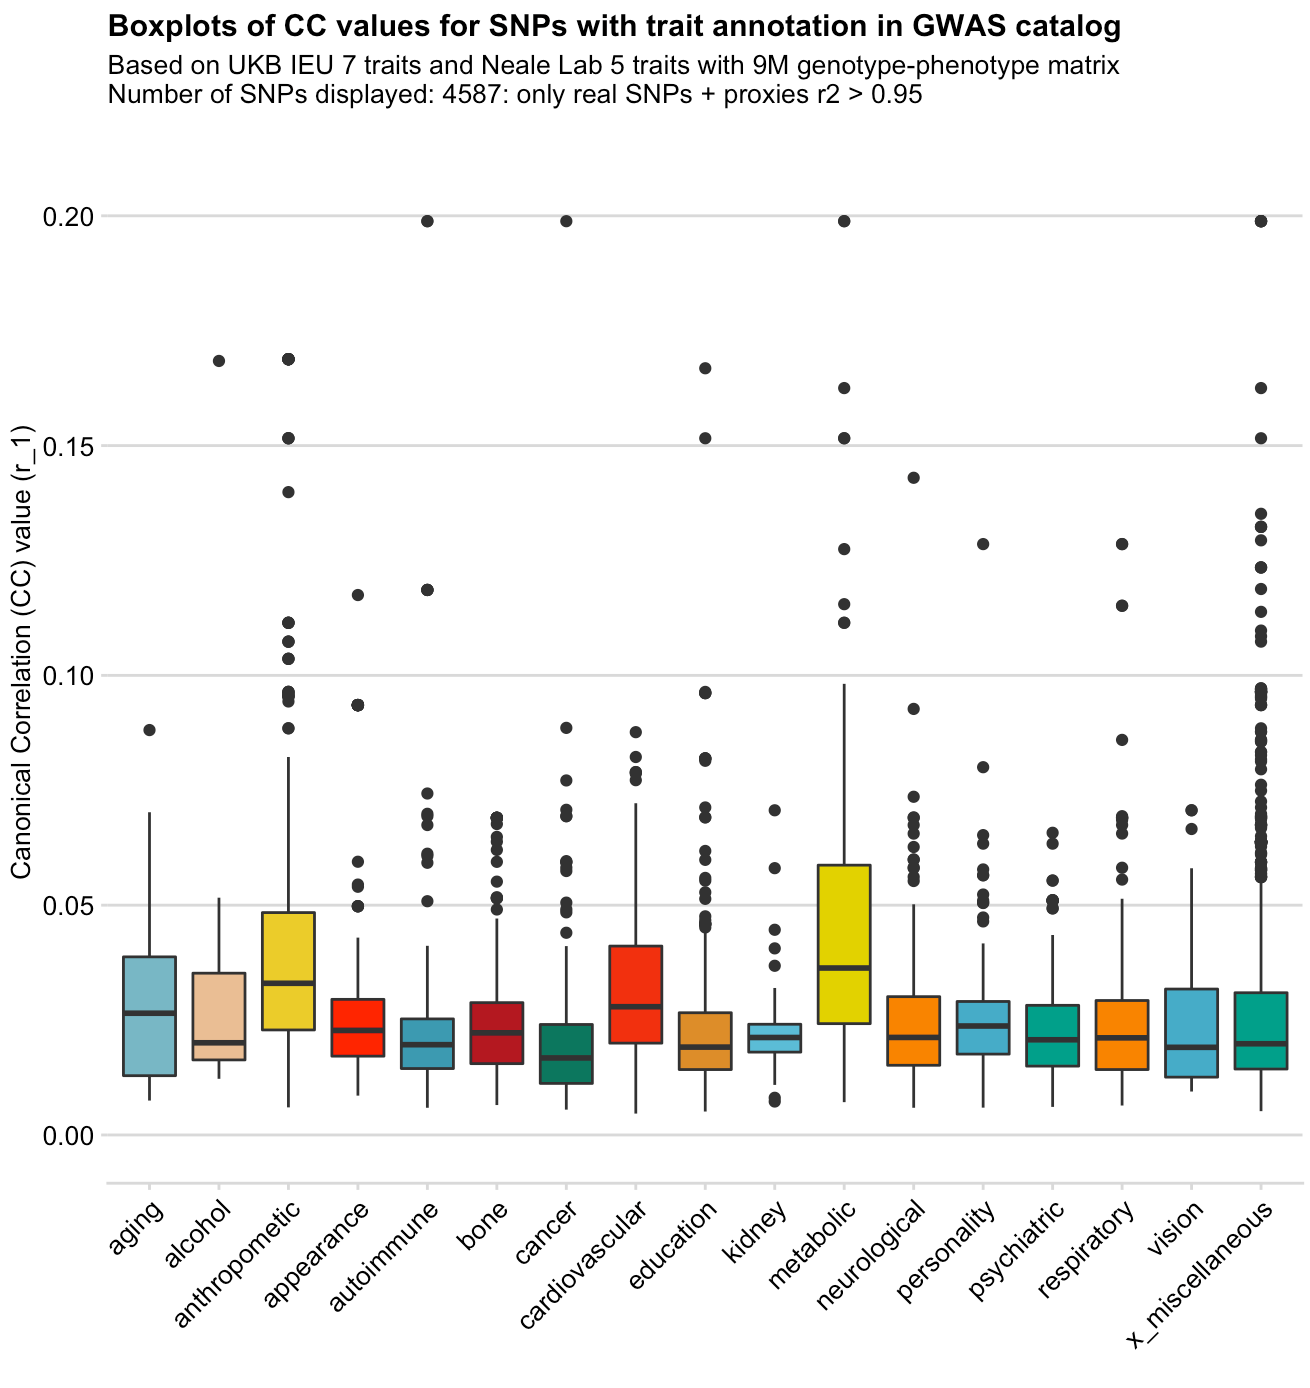 Boxplots of CC values for SNPs with trait annotation in GWAS catalog
Based on UKB IEU 7 traits and Neale Lab 5 traits with 9M genotype-phenotype matrix
Number of SNPs displayed: 4587: only real SNPs + proxies r2 > 0.95
Canonical Correlation (CC) value (r_1)
0.20
0.15
0.10
0.05
0.00
aging
alcohol
anthropometic
appearance
autoimmune
bone
cancer
cardiovascular
education
kidney
metabolic
neurological
personality
psychiatric
respiratory
vision
x_miscellaneous